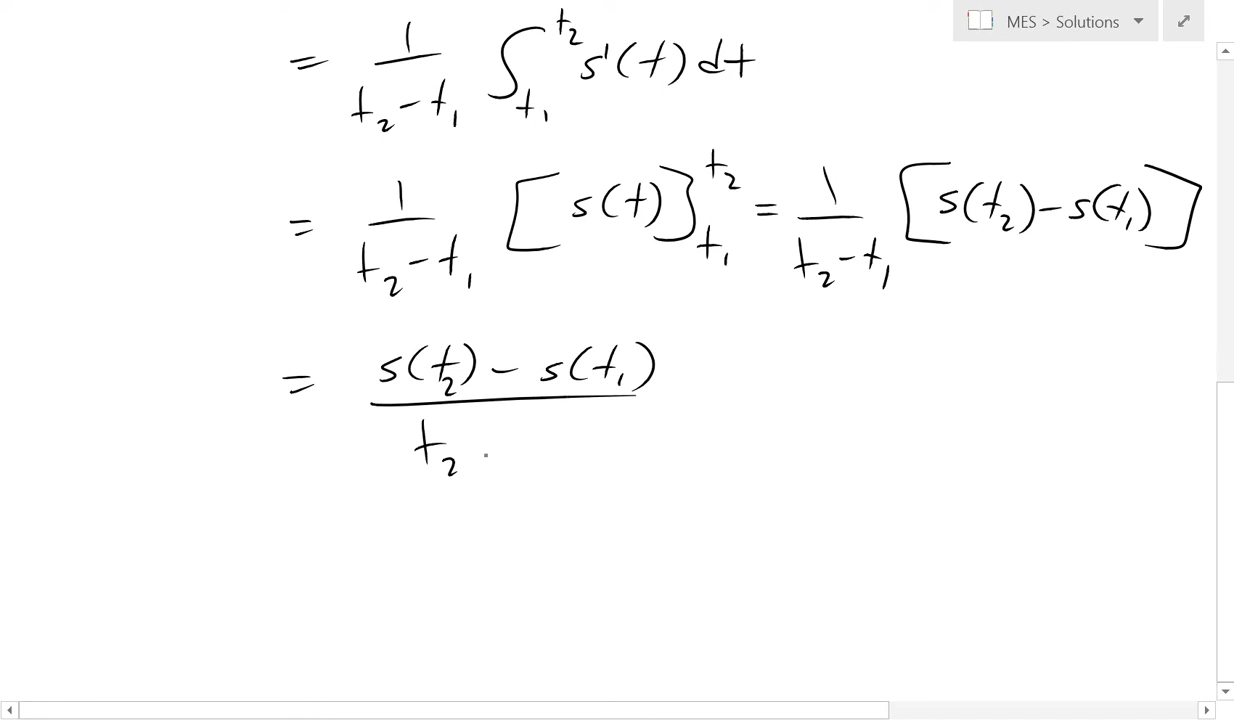 MES > Solutions
= 1/(t₂ - t₁) ∫_{t₁}^{t₂} s'(t) dt
= 1/(t₂ - t₁) [s(t)]_{t₁}^{t₂} = 1/(t₂ - t₁) [s(t₂) - s(t₁)]
= s(t₂) - s(t₁)
t₂